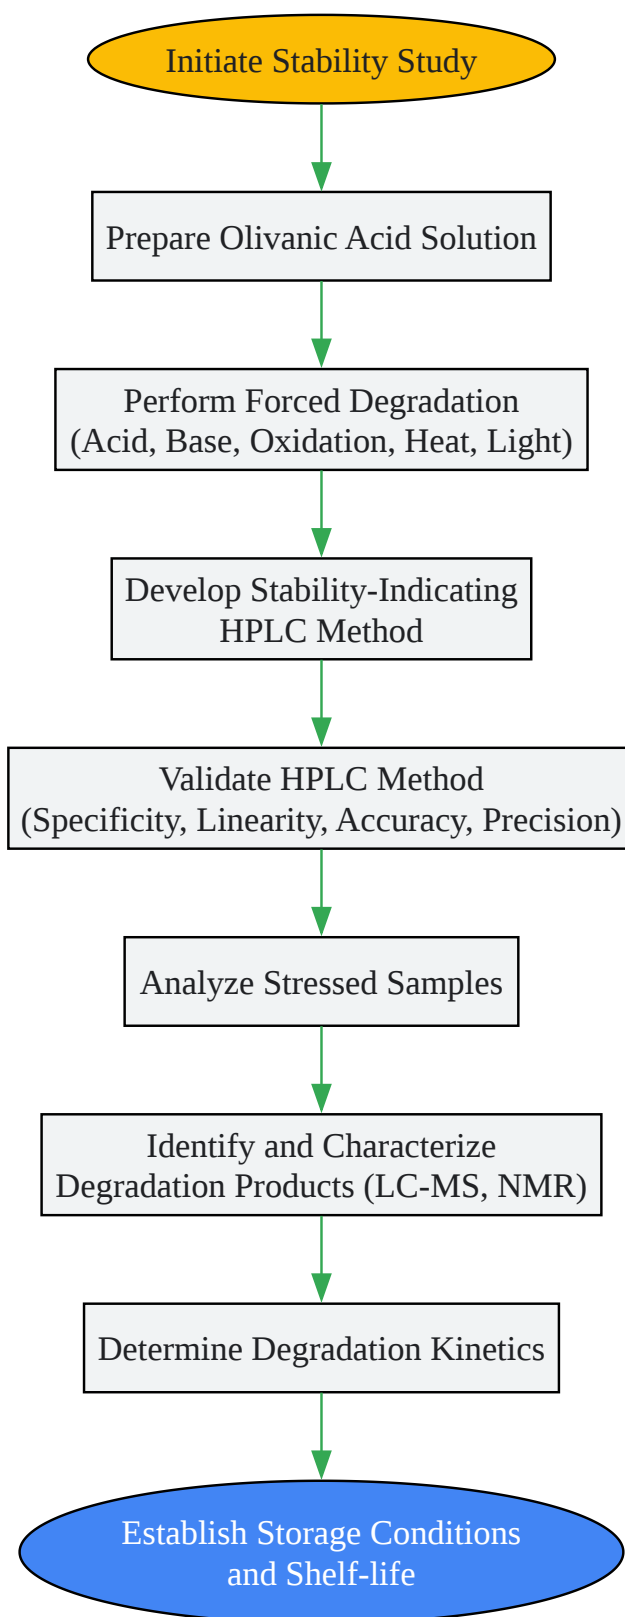 Initiate Stability Study
Prepare Olivanic Acid Solution
Perform Forced Degradation
(Acid, Base, Oxidation, Heat, Light)
Develop Stability-Indicating
HPLC Method
Validate HPLC Method
(Specificity, Linearity, Accuracy, Precision)
Analyze Stressed Samples
Identify and Characterize
Degradation Products (LC-MS, NMR)
Determine Degradation Kinetics
Establish Storage Conditions
and Shelf-life